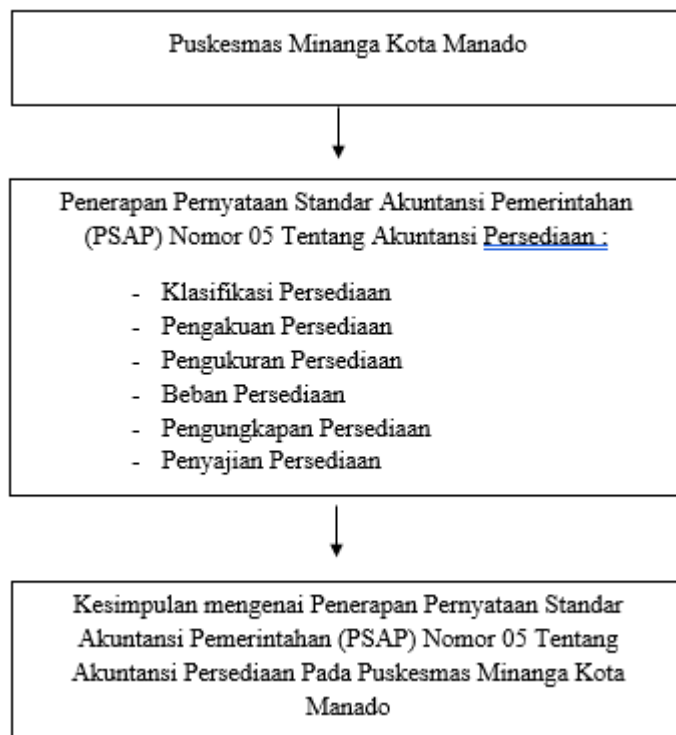 Puskesmas Minanga Kota Manado
Penerapan Pernyataan Standar Akuntansi Pemerintahan
(PSAP) Nomor 05 Tentang Akuntansi Persediaan :
- Klasifikasi Persediaan
- Pengakuan Persediaan
- Pengukuran Persediaan
- Beban Persediaan
- Pengungkapan Persediaan
- Penyajian Persediaan
Kesimpulan mengenai Penerapan Pernyataan Standar
Akuntansi Pemerintahan (PSAP) Nomor 05 Tentang
Akuntansi Persediaan Pada Puskesmas Minanga Kota
Manado